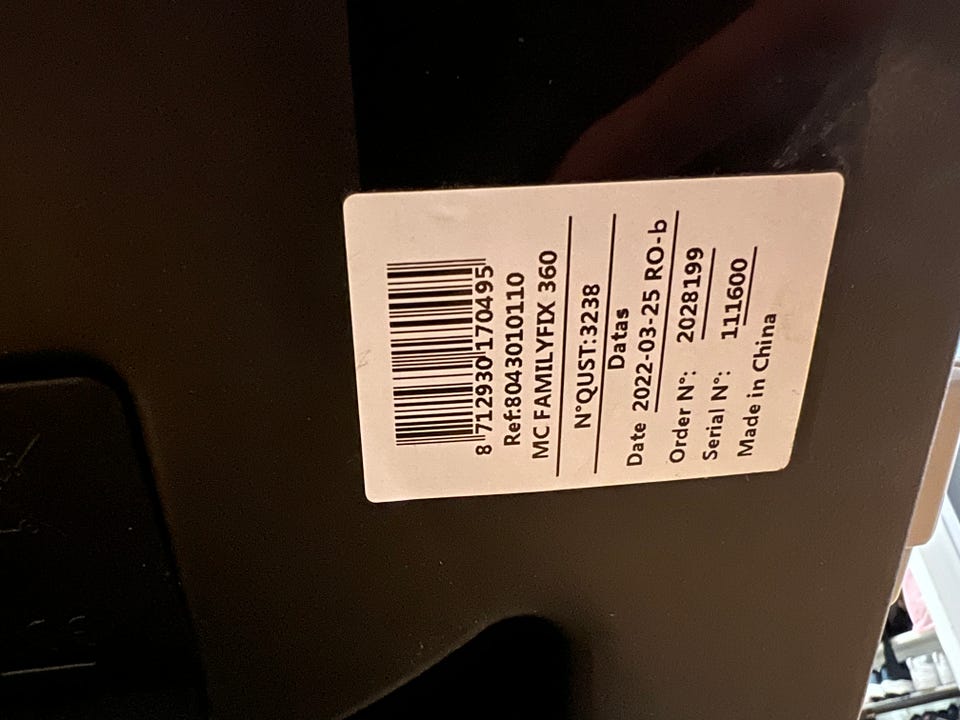 8 712930 170495
Ref:8043010110
MC FAMILYFIX 360
N°QUST:3238
Datas
Date 2022-03-25 RO-b
Order N°: 2028199
Serial N°: 111600
Made in China